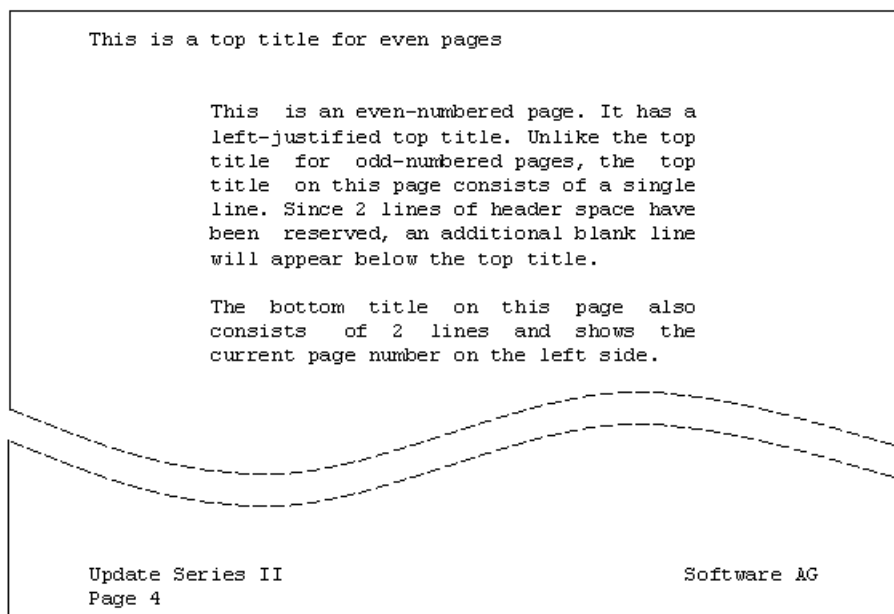 This is a top title for even pages
This is an even-numbered page. It has a
left-justified top title. Unlike the top
title for odd-numbered pages, the top
title on this page consists of a single
line. Since 2 lines of header space have
been reserved, an additional blank line
will appear below the top title.
The bottom title on this page also
consists of 2 lines and shows the
current page number on the left side.
Update Series II Software AG
Page 4